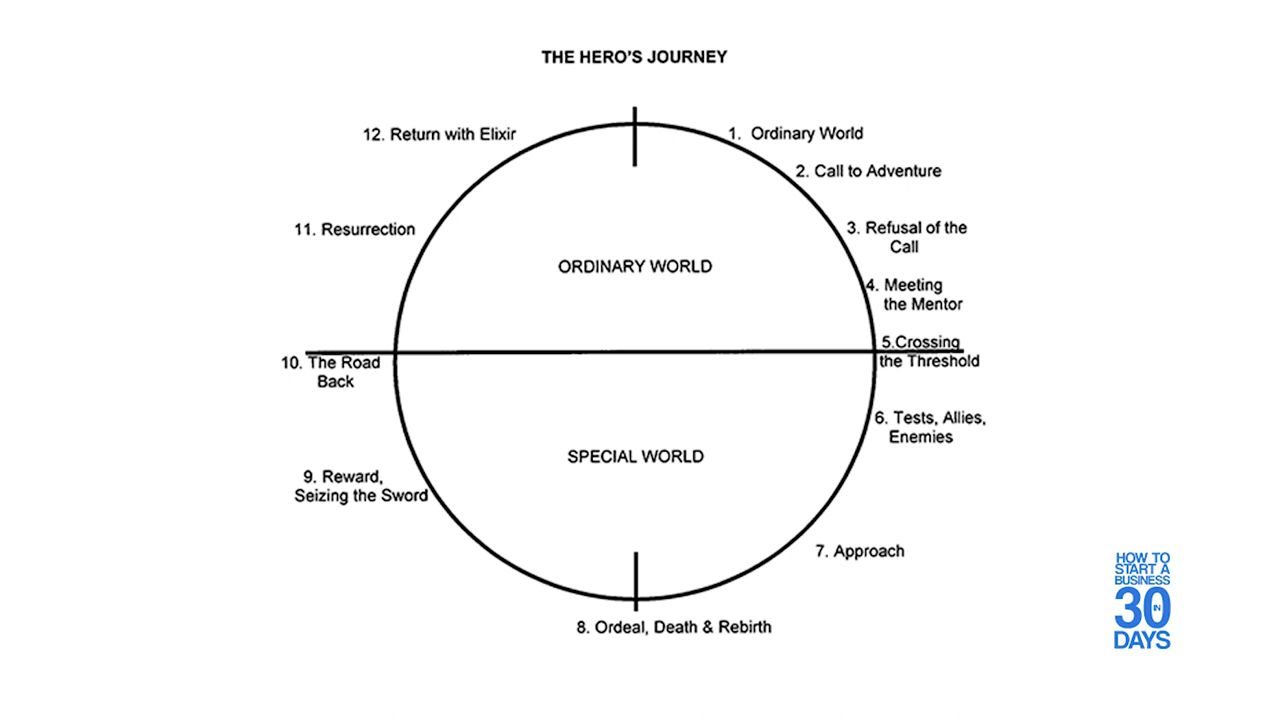 THE HERO'S JOURNEY
12. Return with Elixir
1. Ordinary World
2. Call to Adventure
11. Resurrection
3. Refusal of the
Call
ORDINARY WORLD
4. Meeting
the Mentor
5.Crossing
the Threshold
10. The Road
Back
6. Tests, Allies,
Enemies
SPECIAL WORLD
9. Reward,
Seizing the Sword
7. Approach
8. Ordeal, Death & Rebirth
HOW TO
START A
BUSINESS
30 IN
DAYS